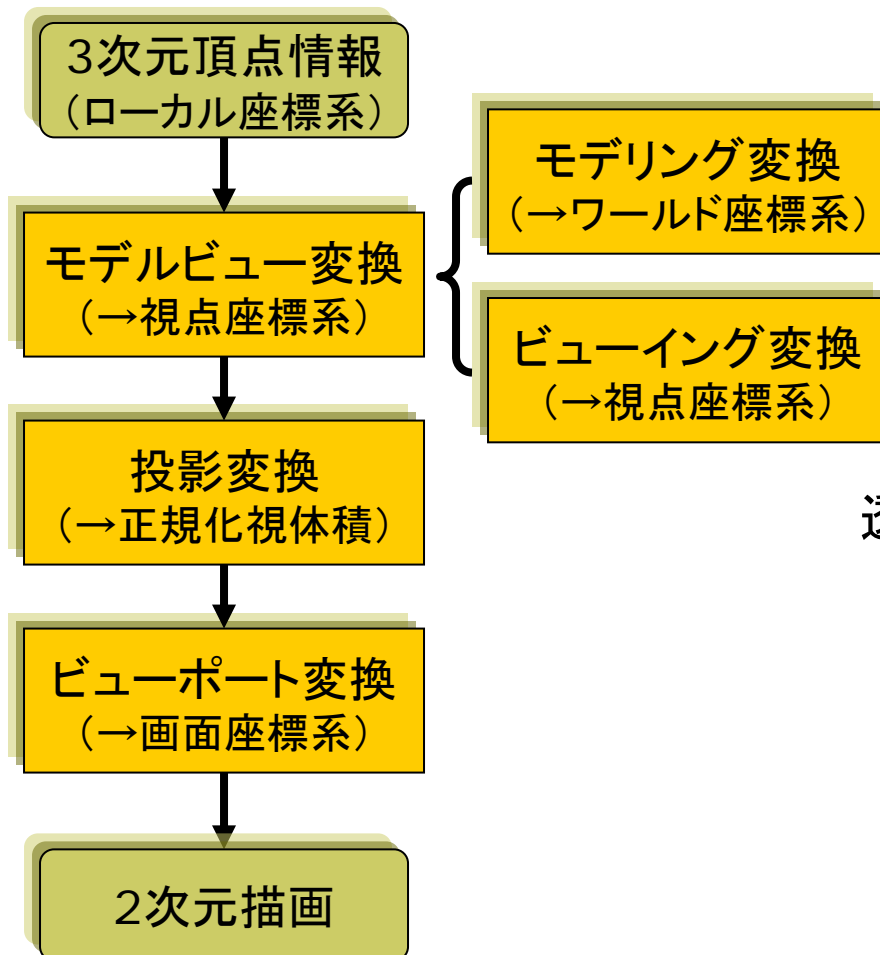 3次元頂点情報
(ローカル座標系)
モデルビュー変換
(→視点座標系)
モデリング変換
(→ワールド座標系)
ビューイング変換
(→視点座標系)
投影変換
(→正規化視体積)
ビューポート変換
(→画面座標系)
2次元描画